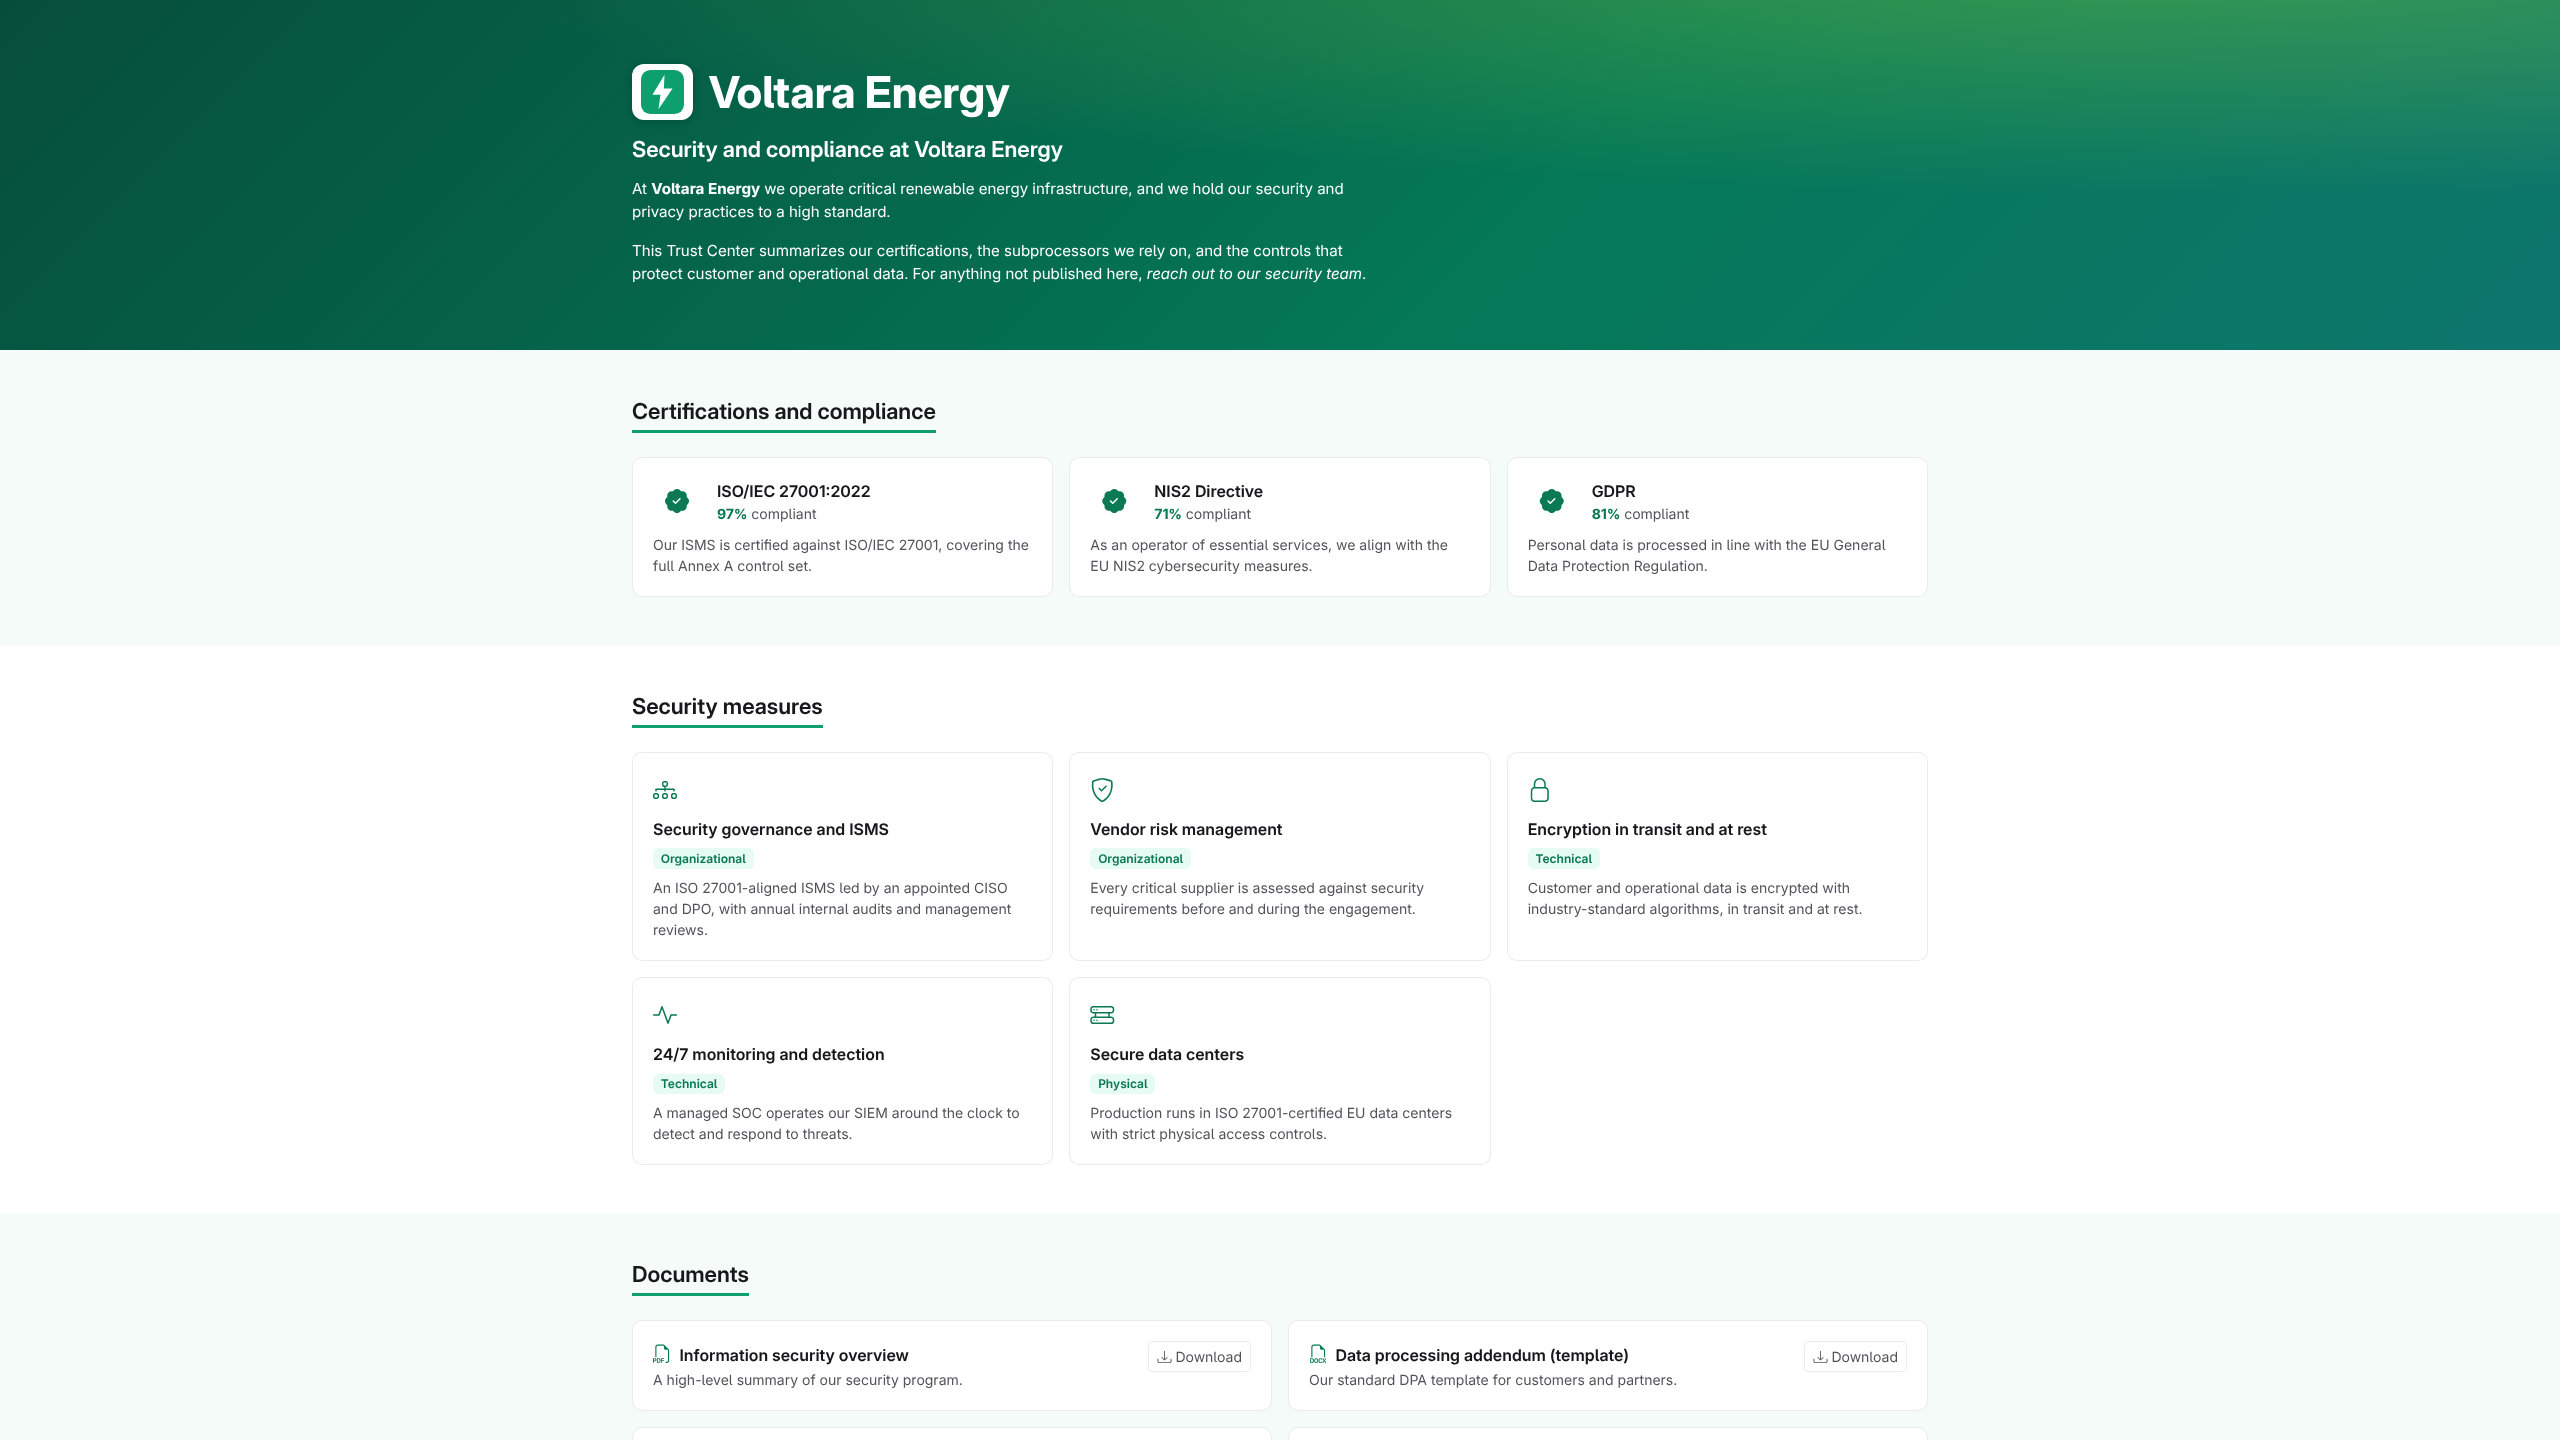 Voltara Energy
Security and compliance at Voltara Energy
At Voltara Energy we operate critical renewable energy infrastructure, and we hold our security and
privacy practices to a high standard.
This Trust Center summarizes our certifications, the subprocessors we rely on, and the controls that
protect customer and operational data. For anything not published here, reach out to our security team.
Certifications and compliance
ISO/IEC 27001:2022
97% compliant
Our ISMS is certified against ISO/IEC 27001, covering the
full Annex A control set.
NIS2 Directive
71% compliant
As an operator of essential services, we align with the
EU NIS2 cybersecurity measures.
GDPR
81% compliant
Personal data is processed in line with the EU General
Data Protection Regulation.
Security measures
Security governance and ISMS
Organizational
An ISO 27001-aligned ISMS led by an appointed CISO
and DPO, with annual internal audits and management
reviews.
Vendor risk management
Organizational
Every critical supplier is assessed against security
requirements before and during the engagement.
Encryption in transit and at rest
Technical
Customer and operational data is encrypted with
industry-standard algorithms, in transit and at rest.
24/7 monitoring and detection
Technical
A managed SOC operates our SIEM around the clock to
detect and respond to threats.
Secure data centers
Physical
Production runs in ISO 27001-certified EU data centers
with strict physical access controls.
Documents
PDF
Information security overview
Download
A high-level summary of our security program.
DOCX
Data processing addendum (template)
Download
Our standard DPA template for customers and partners.